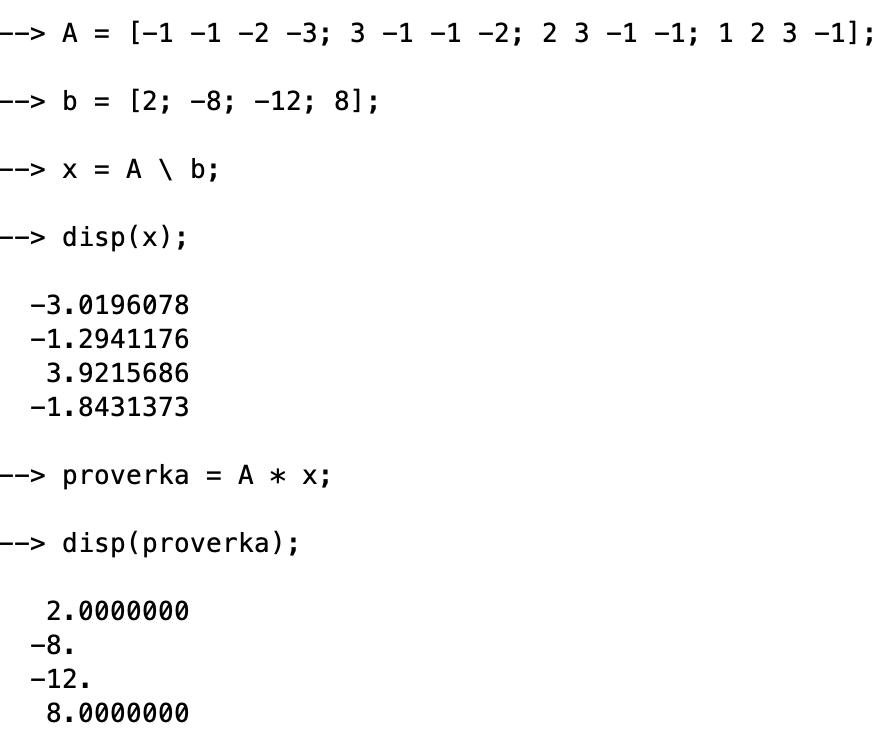 --> A = [-1 -1 -2 -3; 3 -1 -1 -2; 2 3 -1 -1; 1 2 3 -1];
--> b = [2; -8; -12; 8];
--> x = A \ b;
--> disp(x);
-3.0196078
-1.2941176
3.9215686
-1.8431373
--> proverka = A * x;
--> disp(proverka);
2.0000000
-8.
-12.
8.0000000